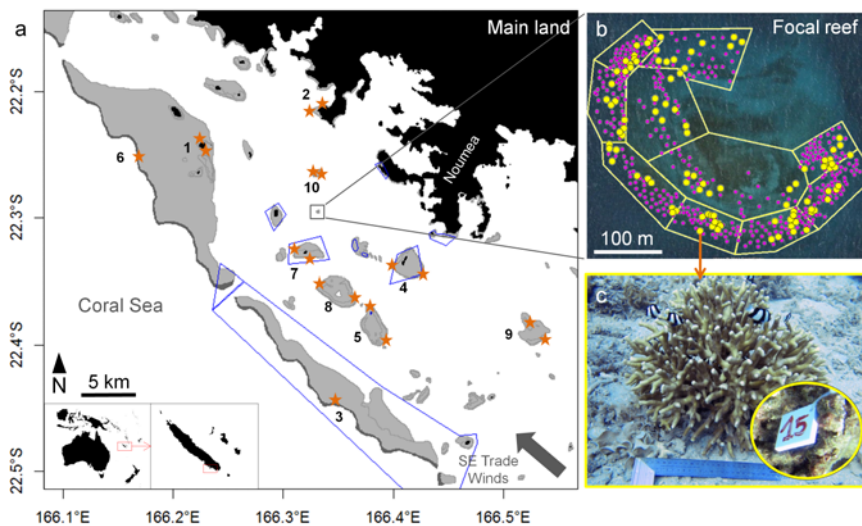 a
Main land
22.2°S
22.3°S
22.4°S
22.5°S
2
1
6
10
Noumea
7
4
8
5
9
3
Coral Sea
N
5 km
SE Trade
Winds
166.1°E
166.2°E
166.3°E
166.4°E
166.5°E
b
Focal reef
100 m
c
15